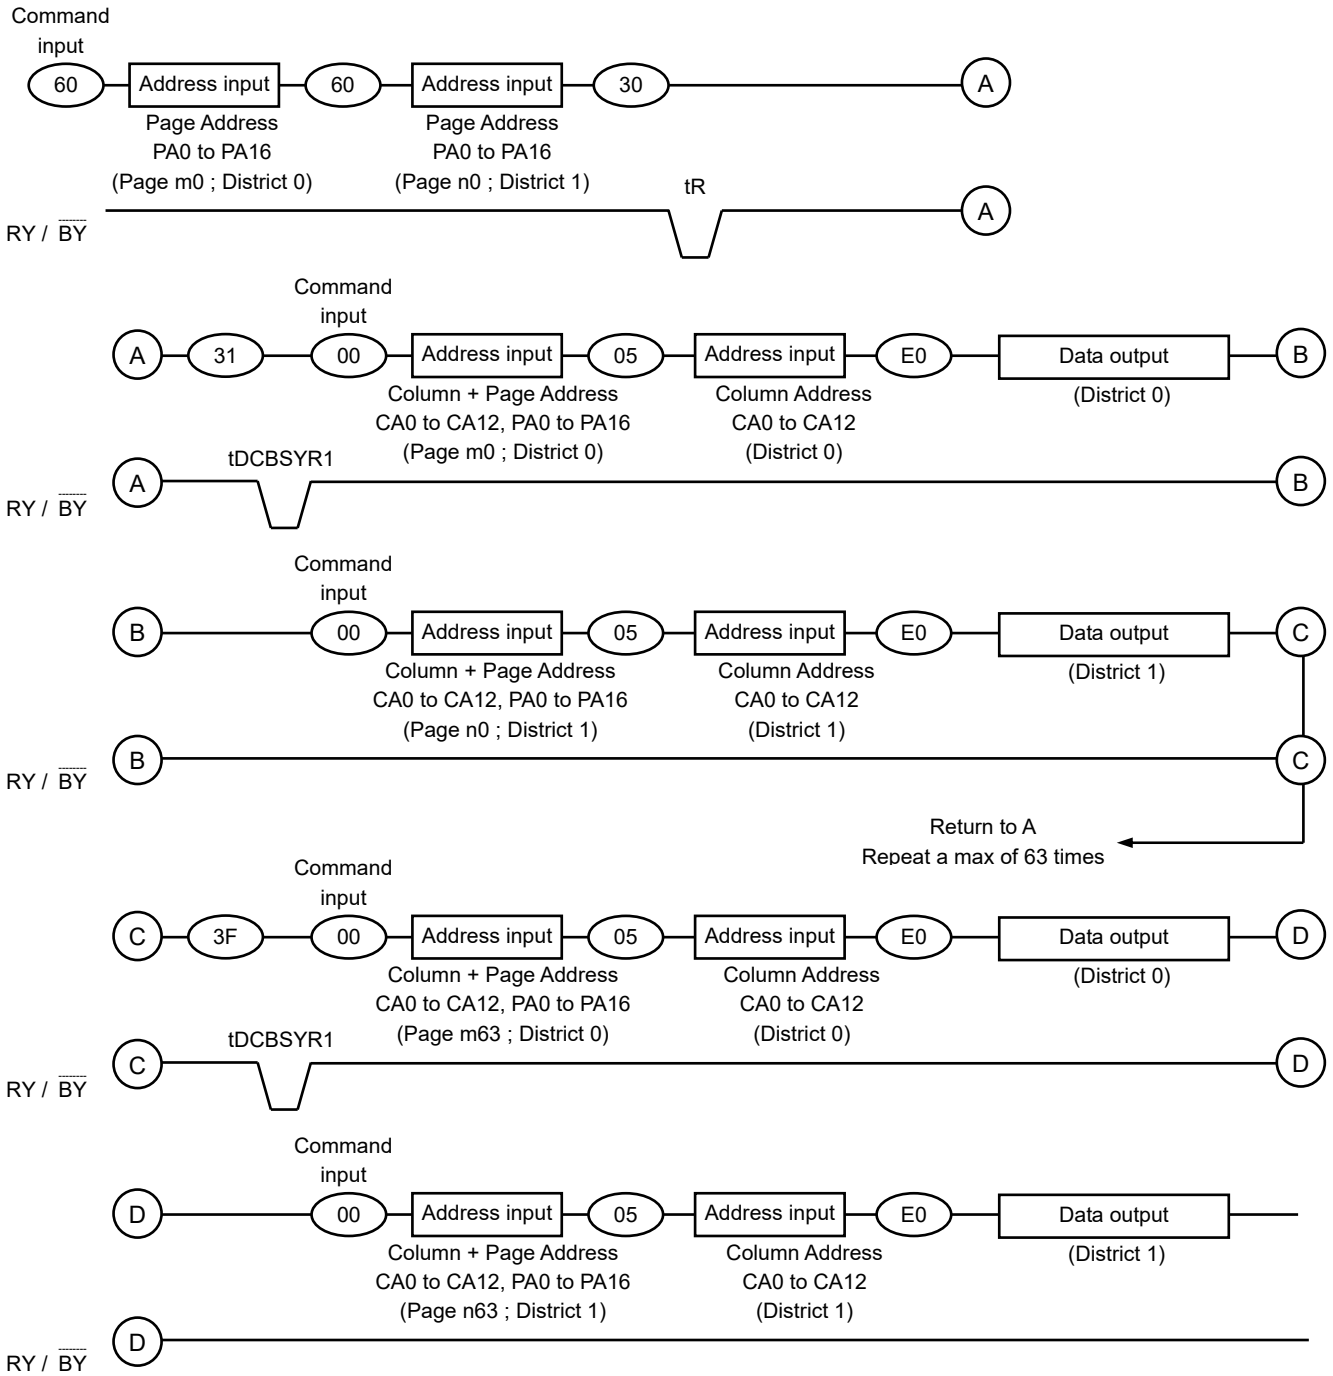 Command
input
60 Address input 60 Address input 30 A
Page Address Page Address
PA0 to PA16 PA0 to PA16
(Page m0 ; District 0) (Page n0 ; District 1)
tR
A
RY / BY
Command
input
A 31 00 Address input 05 Address input E0 Data output B
Column + Page Address Column Address (District 0)
CA0 to CA12, PA0 to PA16 CA0 to CA12
(Page m0 ; District 0) (District 0)
tDCBSYR1
A B
RY / BY
Command
input
B 00 Address input 05 Address input E0 Data output C
Column + Page Address Column Address (District 1)
CA0 to CA12, PA0 to PA16 CA0 to CA12
(Page n0 ; District 1) (District 1)
B C
RY / BY
Return to A
Repeat a max of 63 times
Command
input
C 3F 00 Address input 05 Address input E0 Data output D
Column + Page Address Column Address (District 0)
CA0 to CA12, PA0 to PA16 CA0 to CA12
(Page m63 ; District 0) (District 0)
tDCBSYR1
C D
RY / BY
Command
input
D 00 Address input 05 Address input E0 Data output
Column + Page Address Column Address (District 1)
CA0 to CA12, PA0 to PA16 CA0 to CA12
(Page n63 ; District 1) (District 1)
D
RY / BY